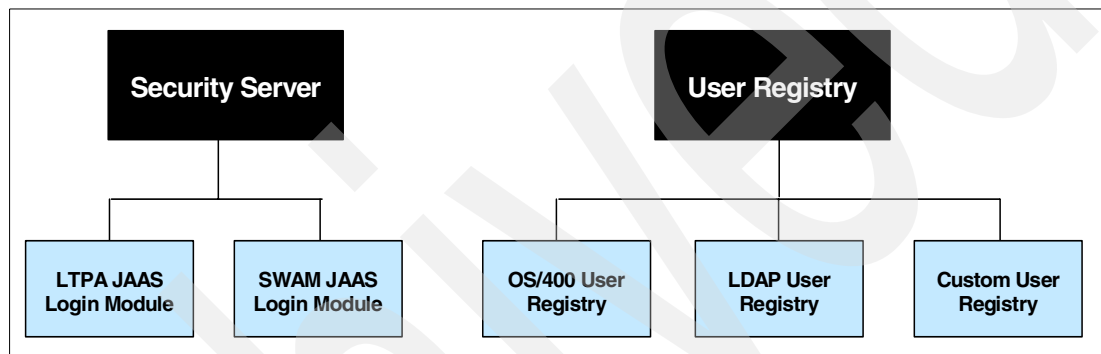 Security Server
User Registry
LTPA JAAS
Login Module
SWAM JAAS
Login Module
OS/400 User
Registry
LDAP User
Registry
Custom User
Registry